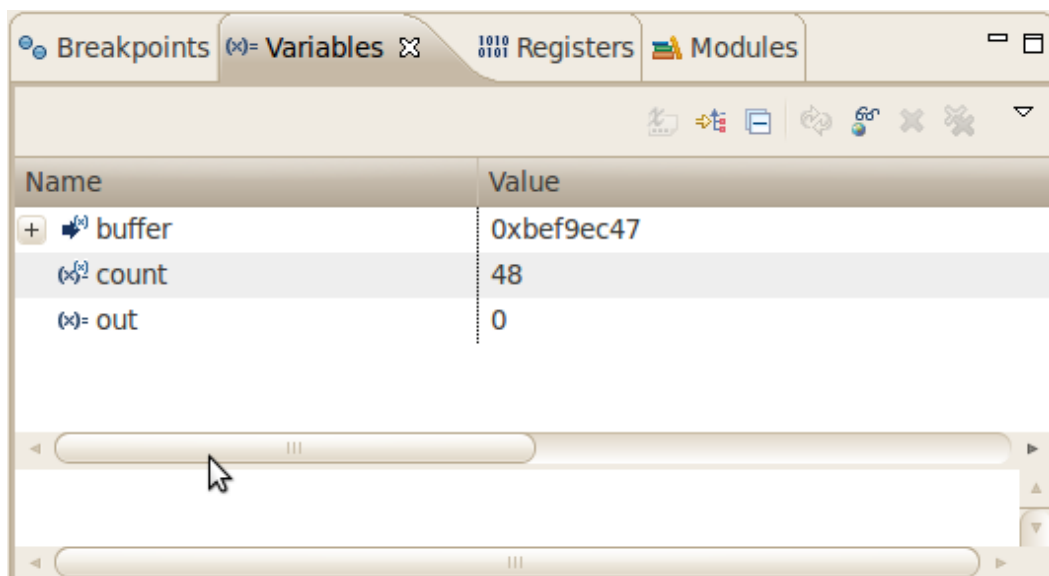 Breakpoints (x)= Variables Registers Modules
Name Value
buffer 0xbef9ec47
count 48
(x)= out 0